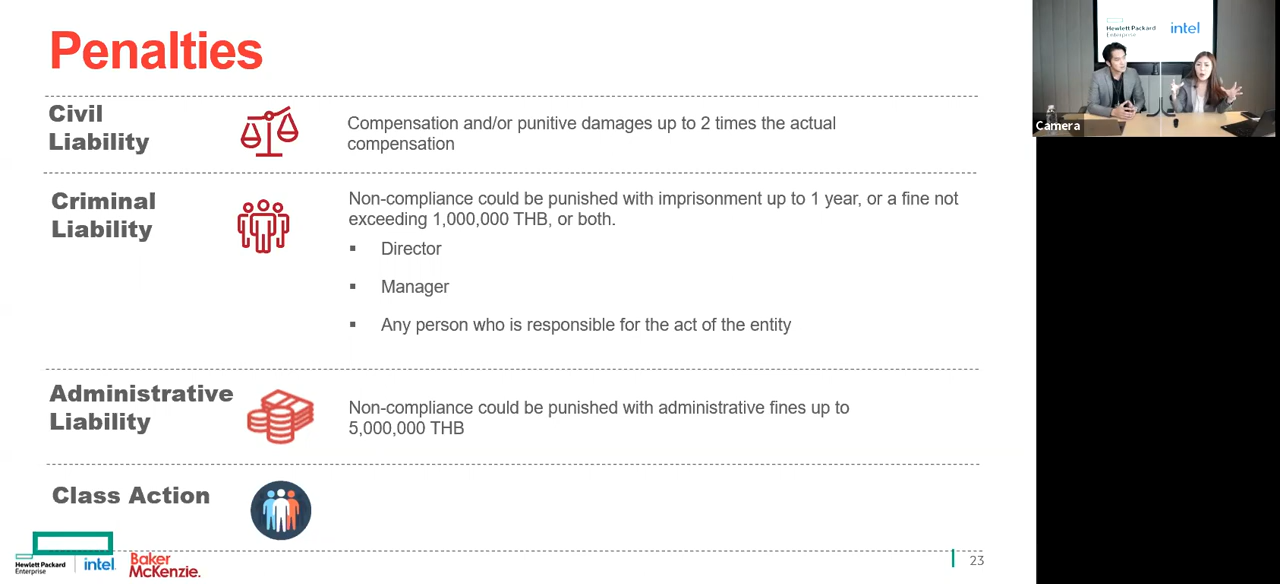 Penalties
Civil
Liability
Compensation and/or punitive damages up to 2 times the actual
compensation
Criminal
Liability
Non-compliance could be punished with imprisonment up to 1 year, or a fine not
exceeding 1,000,000 THB, or both.
▪ Director
▪ Manager
▪ Any person who is responsible for the act of the entity
Administrative
Liability
Non-compliance could be punished with administrative fines up to
5,000,000 THB
Class Action
Hewlett Packard
Enterprise
intel.
Baker
McKenzie.
23
Hewlett Packard
Enterprise
intel
Camera